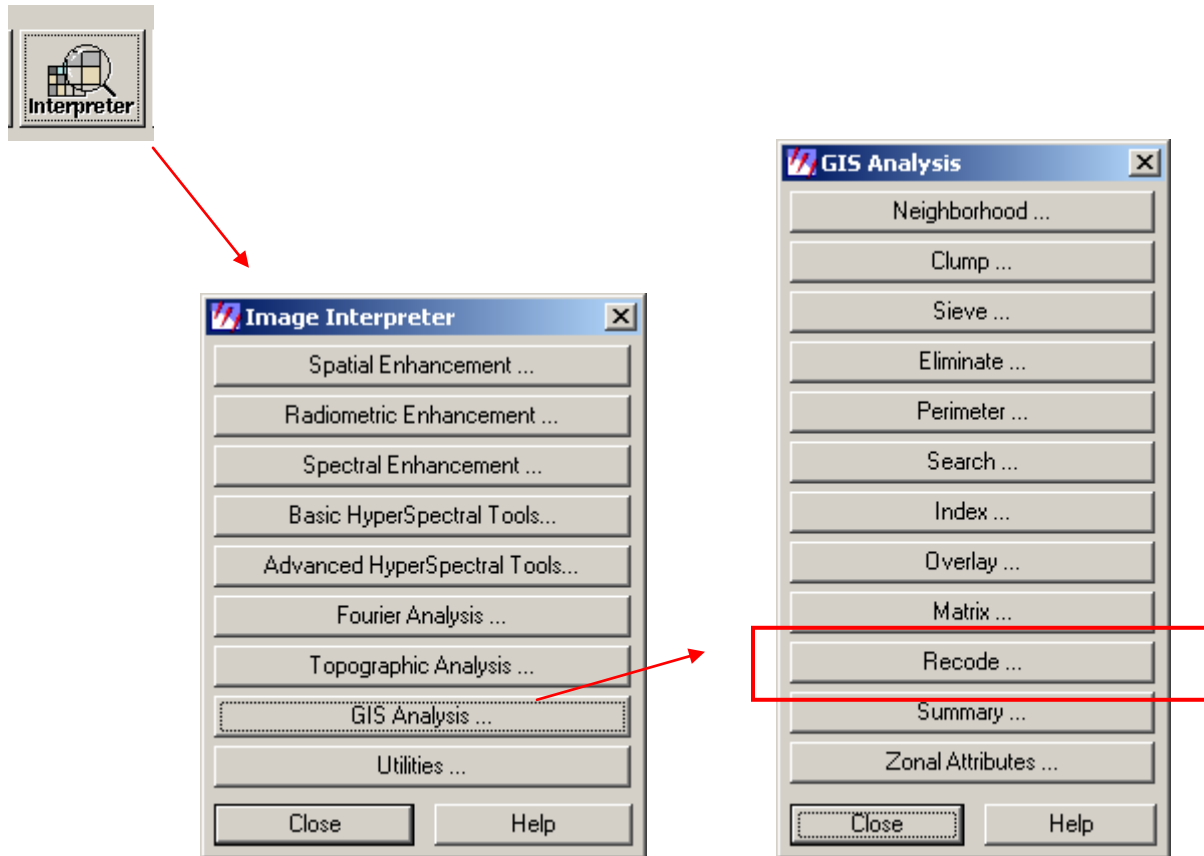 Interpreter
Image Interpreter
Spatial Enhancement ...
Radiometric Enhancement ...
Spectral Enhancement ...
Basic HyperSpectral Tools...
Advanced HyperSpectral Tools...
Fourier Analysis ...
Topographic Analysis ...
GIS Analysis ...
Utilities ...
Close Help
GIS Analysis
Neighborhood ...
Clump ...
Sieve ...
Eliminate ...
Perimeter ...
Search ...
Index ...
Overlay ...
Matrix ...
Recode ...
Summary ...
Zonal Attributes ...
Close Help